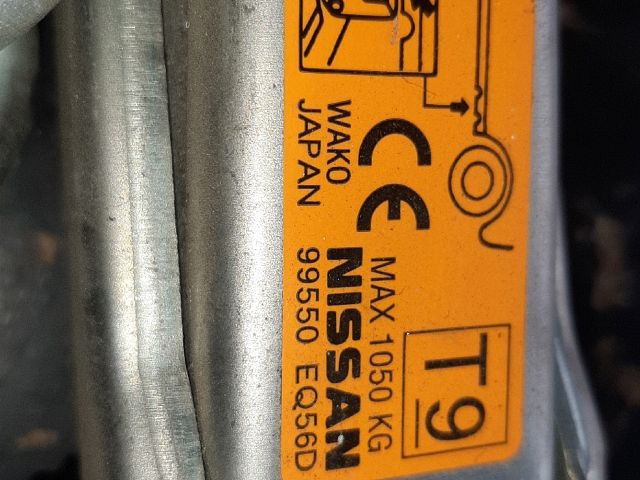 CE
WAKO
JAPAN
T9
MAX 1050 KG
NISSAN
99550 EQ56D